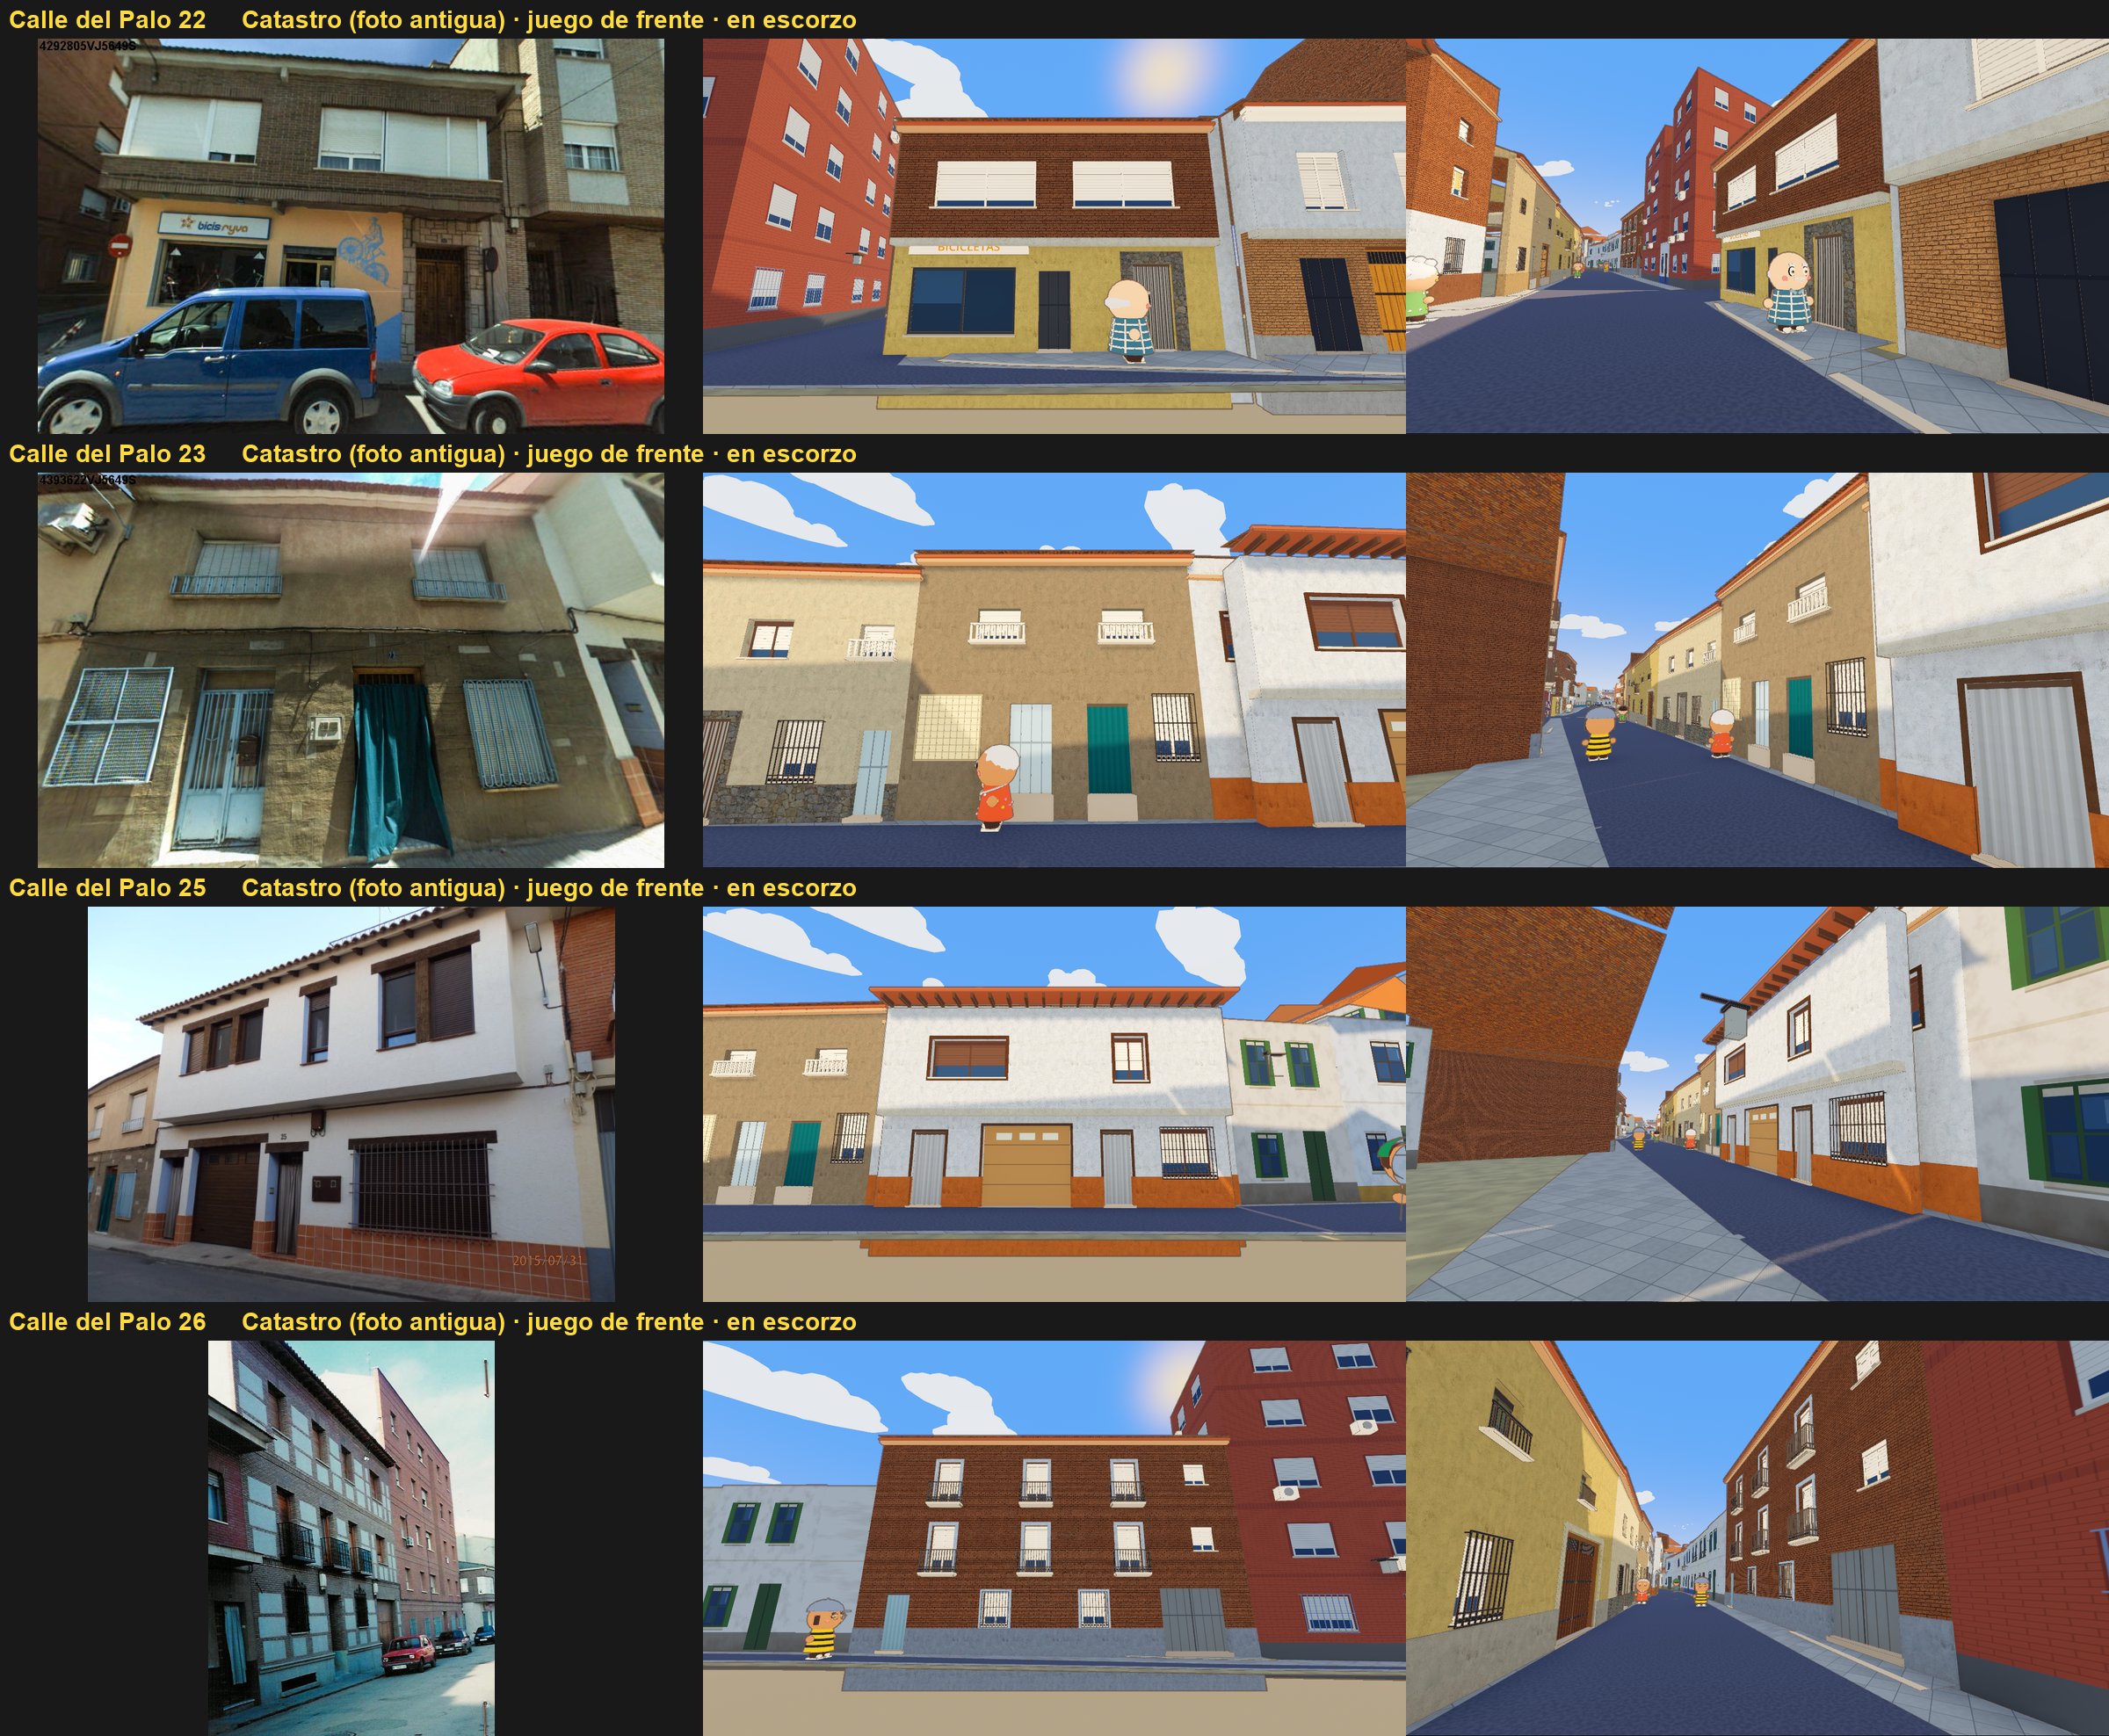 Calle del Palo 22 Catastro (foto antigua) · juego de frente · en escorzo
4292805VJ5649S
bicis ryva
BICICLETAS
Calle del Palo 23 Catastro (foto antigua) · juego de frente · en escorzo
4393622VJ5649S
Calle del Palo 25 Catastro (foto antigua) · juego de frente · en escorzo
25
2015/07/31
Calle del Palo 26 Catastro (foto antigua) · juego de frente · en escorzo